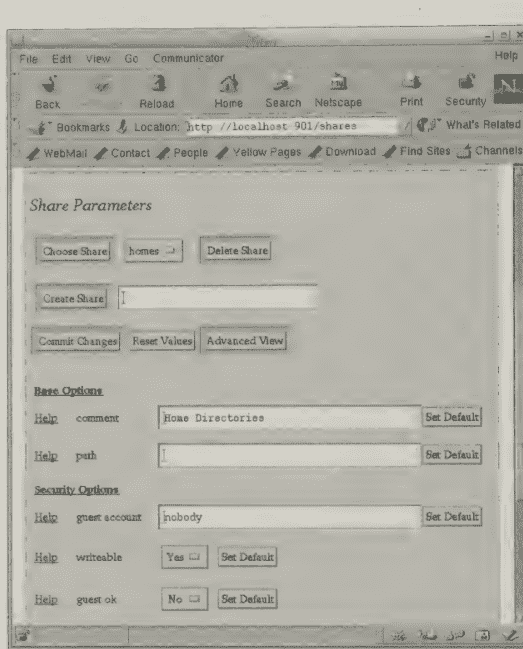 File Edit View Go Communicator Help
Back Reload Home Search Netscape Print Security N
Bookmarks Location: http //localhost 901/shares What's Related
WebMail Contact People Yellow Pages Download Find Sites Channels
Share Parameters
Choose Share homes Delete Share
Create Share
Commit Changes Reset Values Advanced View
Base Options
Help comment Home Directories Set Default
Help path Set Default
Security Options
Help guest account nobody Set Default
Help writeable Yes Set Default
Help guest ok No Set Default